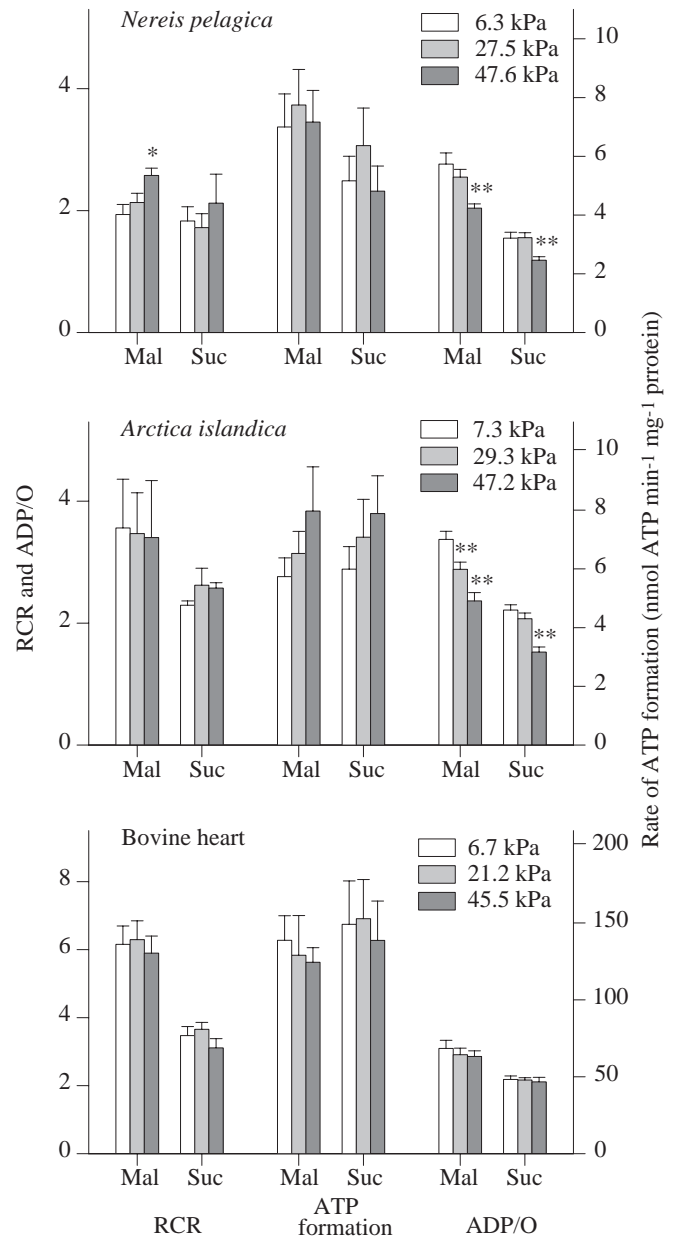 Nereis pelagica
6.3 kPa
27.5 kPa
47.6 kPa
4
2
0
10
8
6
4
2
0
*
**
**
Mal Suc Mal Suc Mal Suc
Arctica islandica
7.3 kPa
29.3 kPa
47.2 kPa
4
2
0
10
8
6
4
2
0
**
**
**
Mal Suc Mal Suc Mal Suc
RCR and ADP/O
Rate of ATP formation (nmol ATP min-1 mg-1 prrotein)
Bovine heart
6.7 kPa
21.2 kPa
45.5 kPa
8
6
4
2
0
200
150
100
50
0
Mal Suc Mal Suc Mal Suc
RCR
ATP
formation
ADP/O